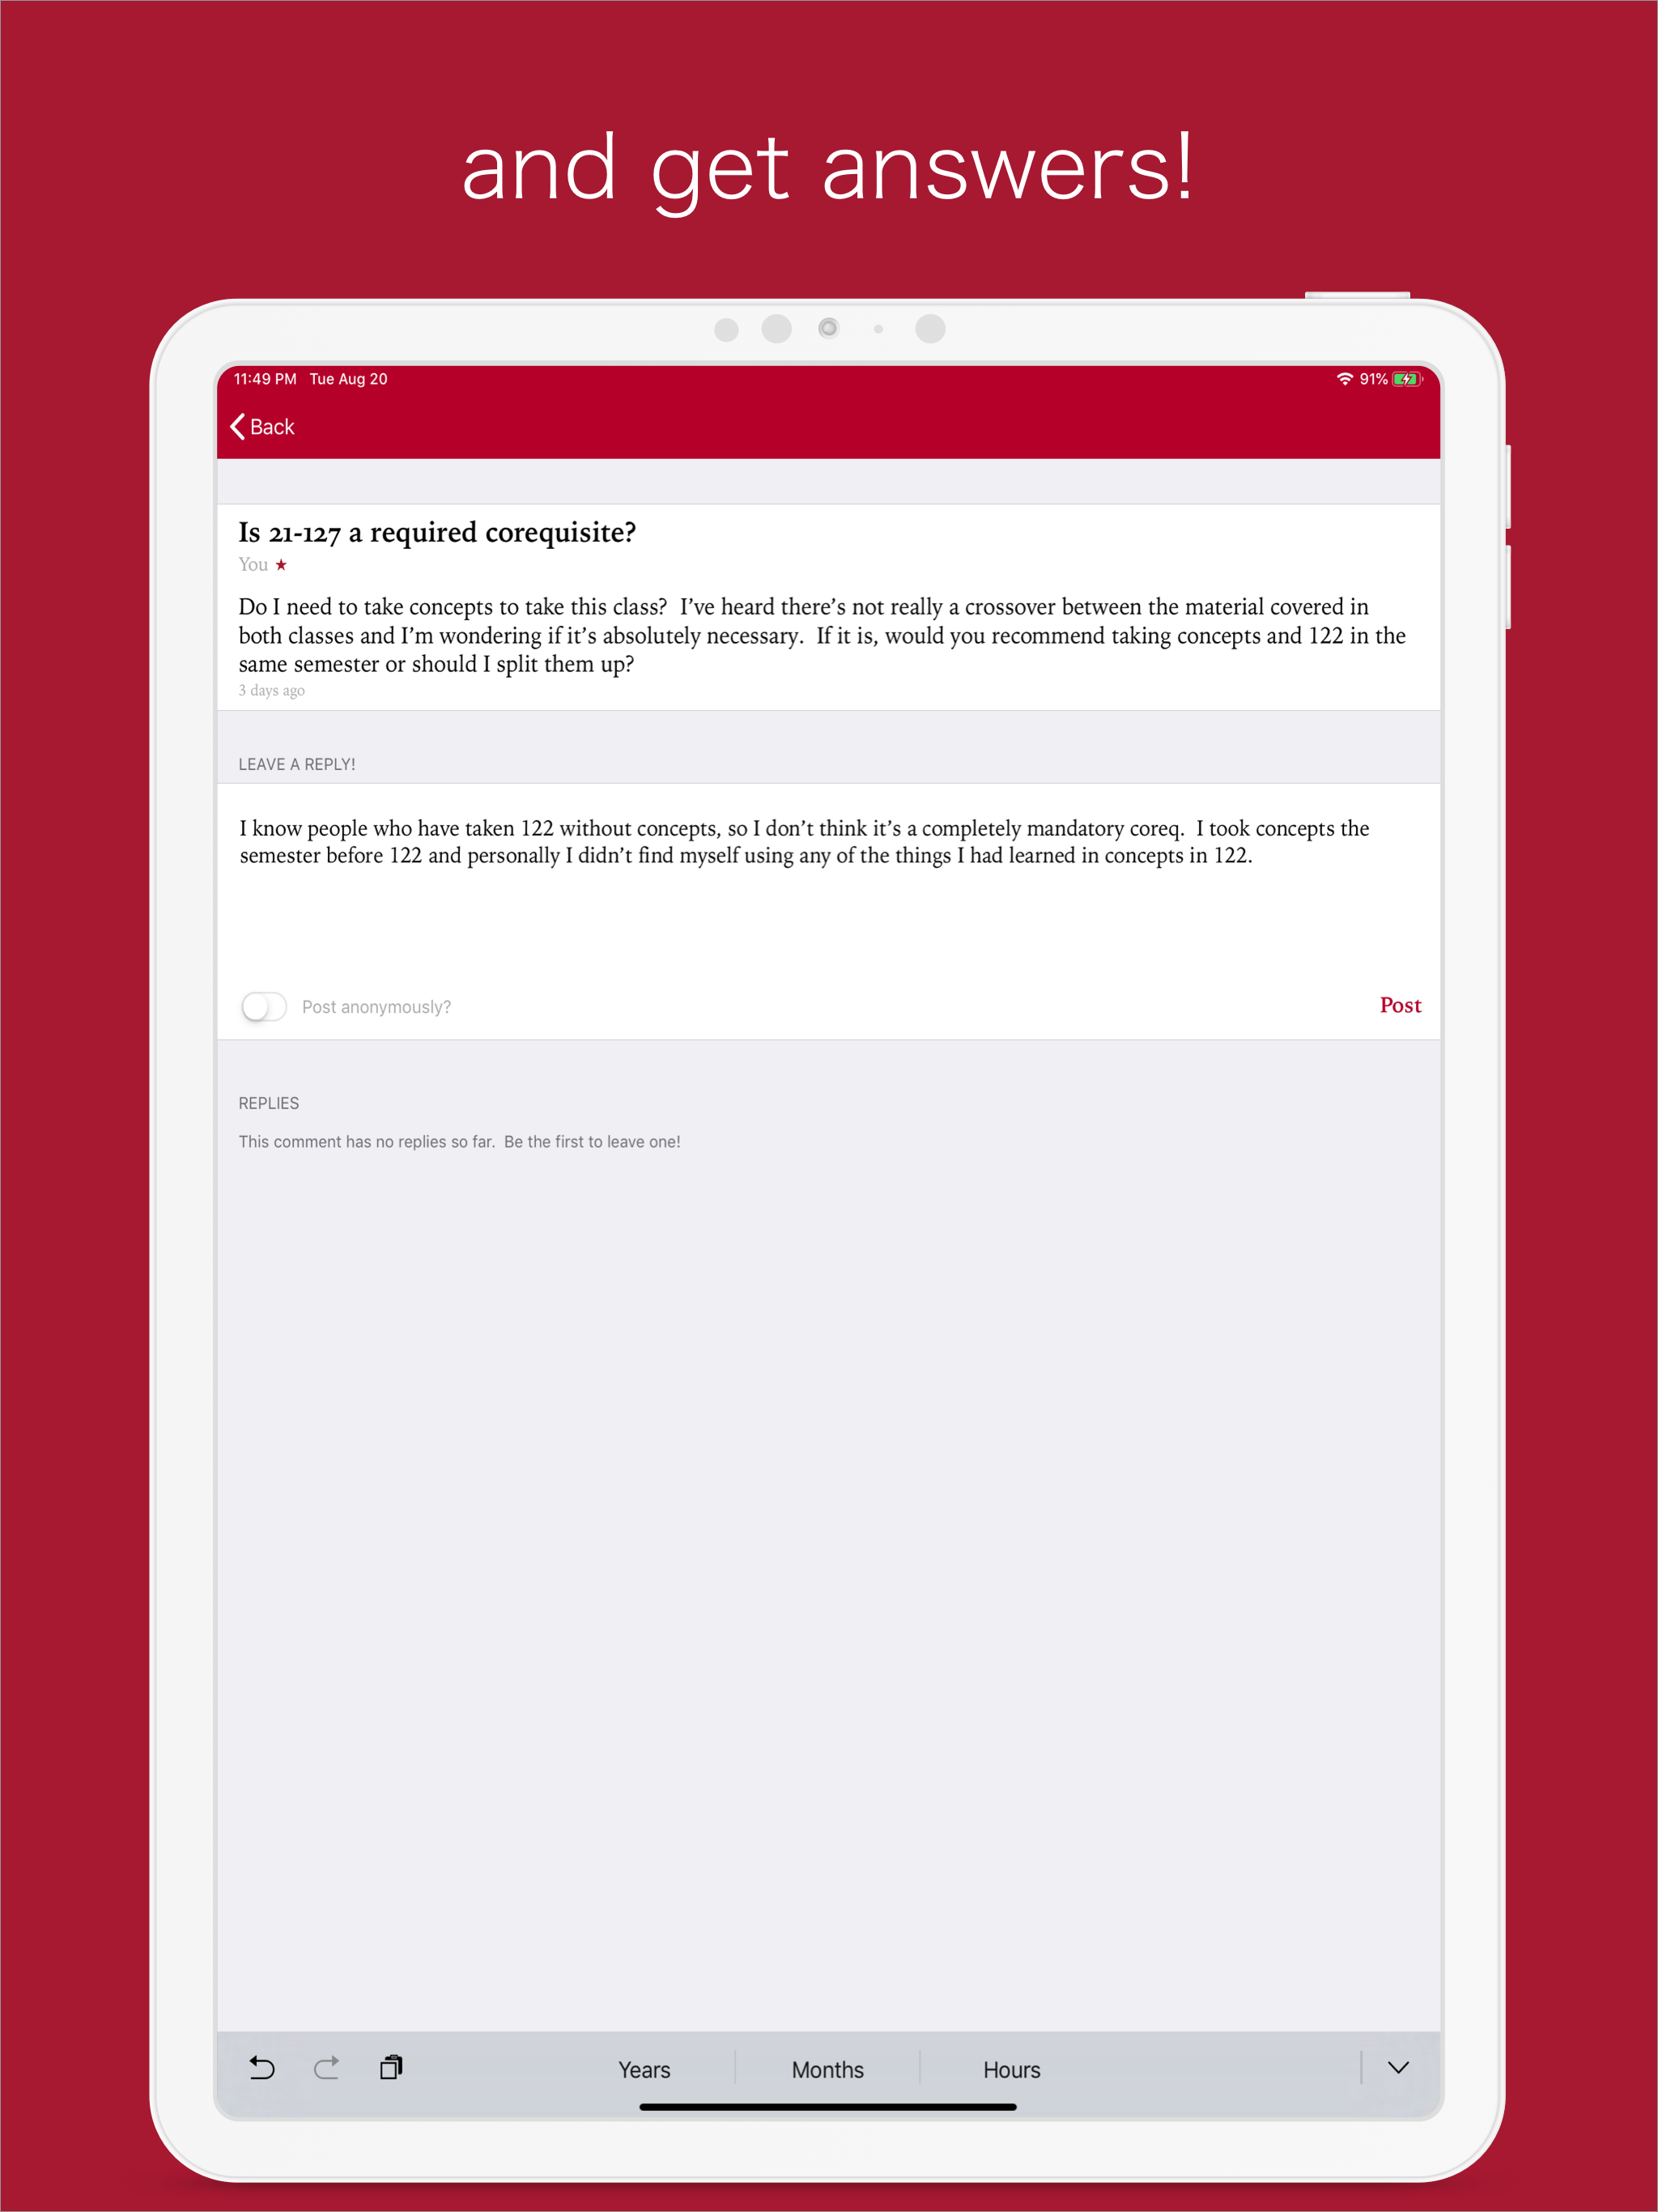 and get answers!
11:49 PM Tue Aug 20
91%
Back
Is 21-127 a required corequisite?
You ★
Do I need to take concepts to take this class?  I’ve heard there’s not really a crossover between the material covered in
both classes and I’m wondering if it’s absolutely necessary.  If it is, would you recommend taking concepts and 122 in the
same semester or should I split them up?
3 days ago
LEAVE A REPLY!
I know people who have taken 122 without concepts, so I don’t think it’s a completely mandatory coreq.  I took concepts the
semester before 122 and personally I didn’t find myself using any of the things I had learned in concepts in 122.
Post anonymously?
Post
REPLIES
This comment has no replies so far.  Be the first to leave one!
Years
Months
Hours